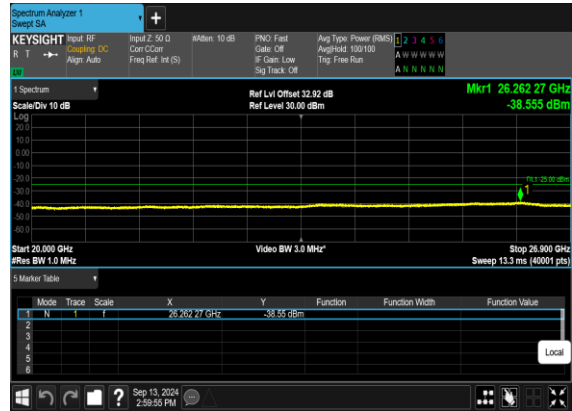 Spectrum Analyzer 1
Swept SA
+
KEYSIGHT
R T
Input: RF
Coupling: DC
Align: Auto
Input Z: 50 Ω
Corr CCorr
Freq Ref: Int (S)
#Atten: 10 dB
PNO: Fast
Gate: Off
IF Gain: Low
Sig Track: Off
Avg Type: Power (RMS)
Avg|Hold: 100/100
Trig: Free Run
1 2 3 4 5 6
A W W W W W
A N N N N N
1 Spectrum
Scale/Div 10 dB
Ref Lvl Offset 32.92 dB
Ref Level 30.00 dBm
Mkr1 26.262 27 GHz
-38.555 dBm
Log
20.0
10.0
0.00
-10.0
-20.0
-30.0
-40.0
-50.0
-60.0
DL1 -25.00 dBm
1
Start 20.000 GHz
#Res BW 1.0 MHz
Video BW 3.0 MHz*
Stop 26.900 GHz
Sweep 13.3 ms (40001 pts)
5 Marker Table
Mode Trace Scale X Y Function Function Width Function Value
1 N 1 f 26.262 27 GHz -38.55 dBm
2
3
4
5
6
Local
?
Sep 13, 2024
2:59:55 PM